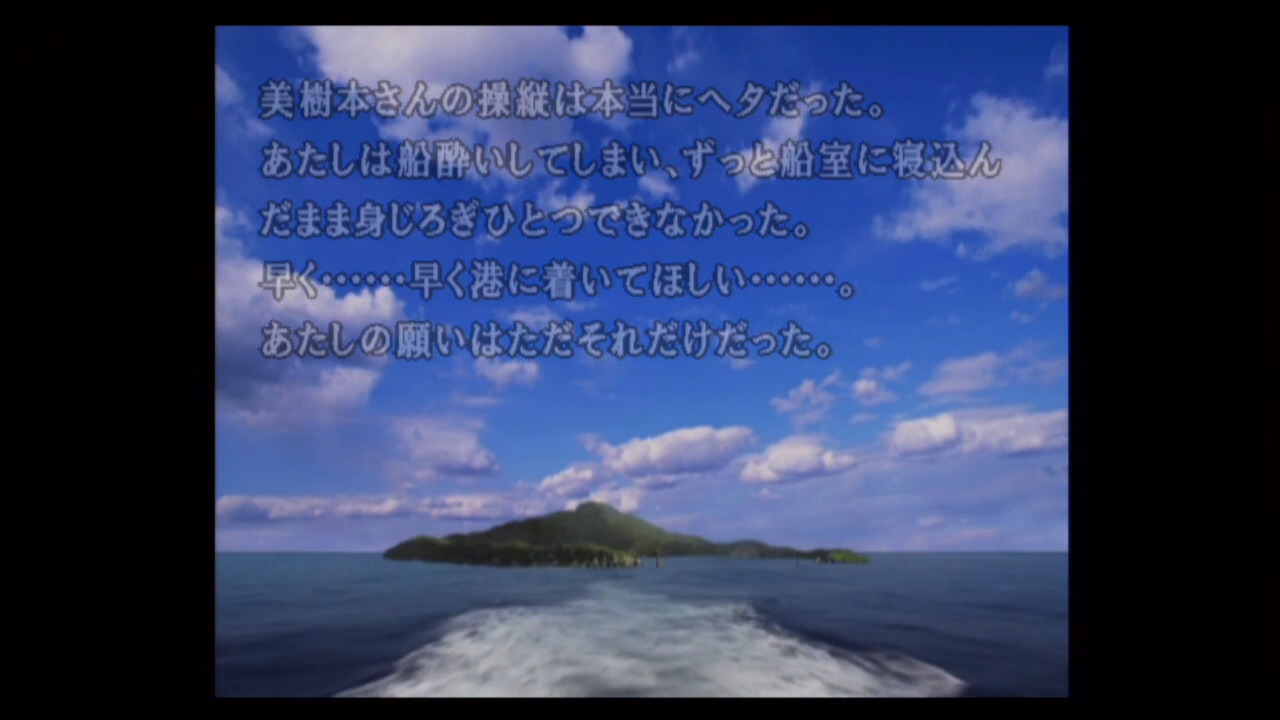 美樹本さんの操縦は本当にヘタだった。
あたしは船酔いしてしまい、ずっと船室に寝込ん
だまま身じろぎひとつできなかった。
早く……早く港に着いてほしい……。
あたしの願いはただそれだけだった。